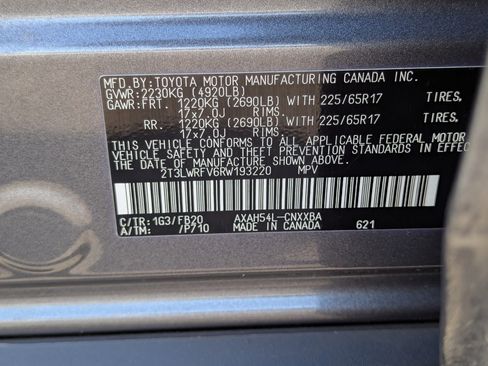 MFD.BY:TOYOTA MOTOR MANUFACTURING CANADA INC.
GVWR:2230KG (4920LB)
GAWR:FRT. 1220KG (2690LB) WITH 225/65R17 TIRES,
17x7.0J RIMS,
RR. 1220KG (2690LB) WITH 225/65R17 TIRES,
17x7.0J RIMS,
THIS VEHICLE CONFORMS TO ALL APPLICABLE FEDERAL MOTOR
VEHICLE SAFETY AND THEFT PREVENTION STANDARDS IN EFFECT
ON THE DATE OF MANUFACTURE SHOWN ABOVE.
2T3LWRFV6RW193220 MPV
C/TR:1G3/FB20 AXAH54L-CNXXBA
A/TM: /P710 MADE IN CANADA 621